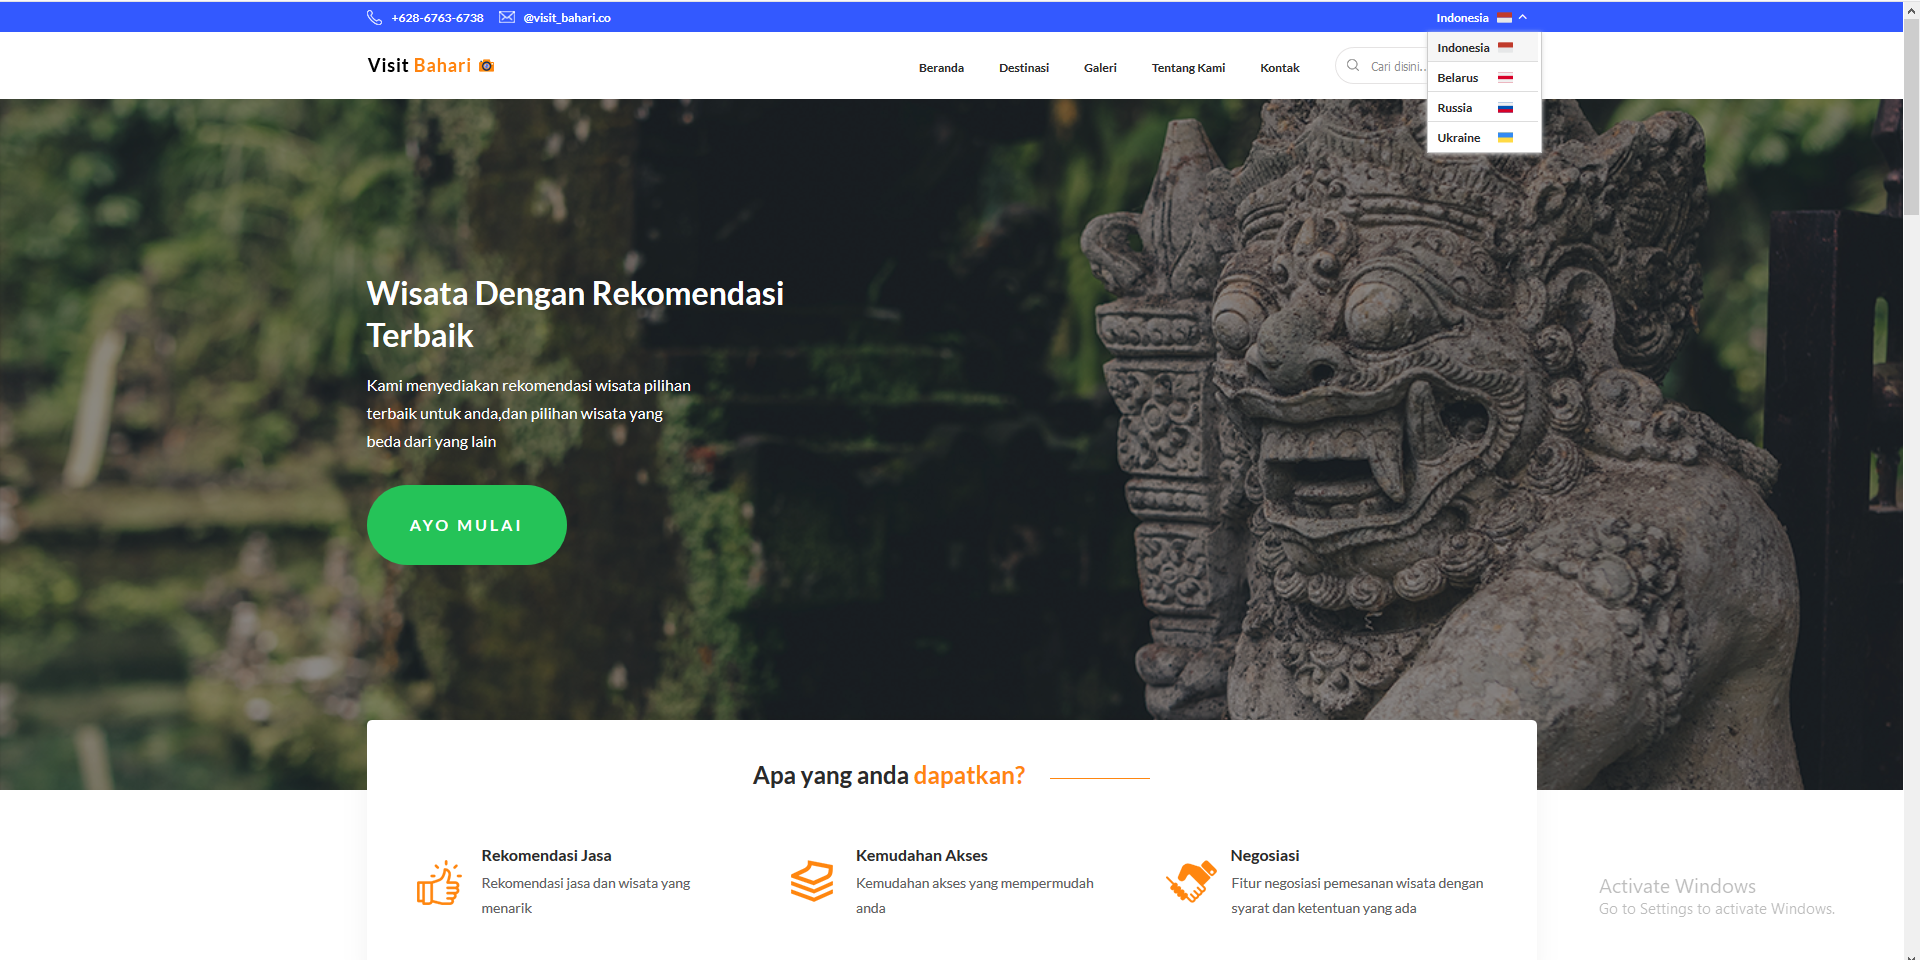 +628-6763-6738 @visit_bahari.co Indonesia
Visit Bahari
Beranda Destinasi Galeri Tentang Kami Kontak Cari disini...
Indonesia
Belarus
Russia
Ukraine
Wisata Dengan Rekomendasi
Terbaik
Kami menyediakan rekomendasi wisata pilihan
terbaik untuk anda,dan pilihan wisata yang
beda dari yang lain
AYO MULAI
Apa yang anda dapatkan?
Rekomendasi Jasa
Rekomendasi jasa dan wisata yang
menarik
Kemudahan Akses
Kemudahan akses yang mempermudah
anda
Negosiasi
Fitur negosiasi pemesanan wisata dengan
syarat dan ketentuan yang ada
Activate Windows
Go to Settings to activate Windows.